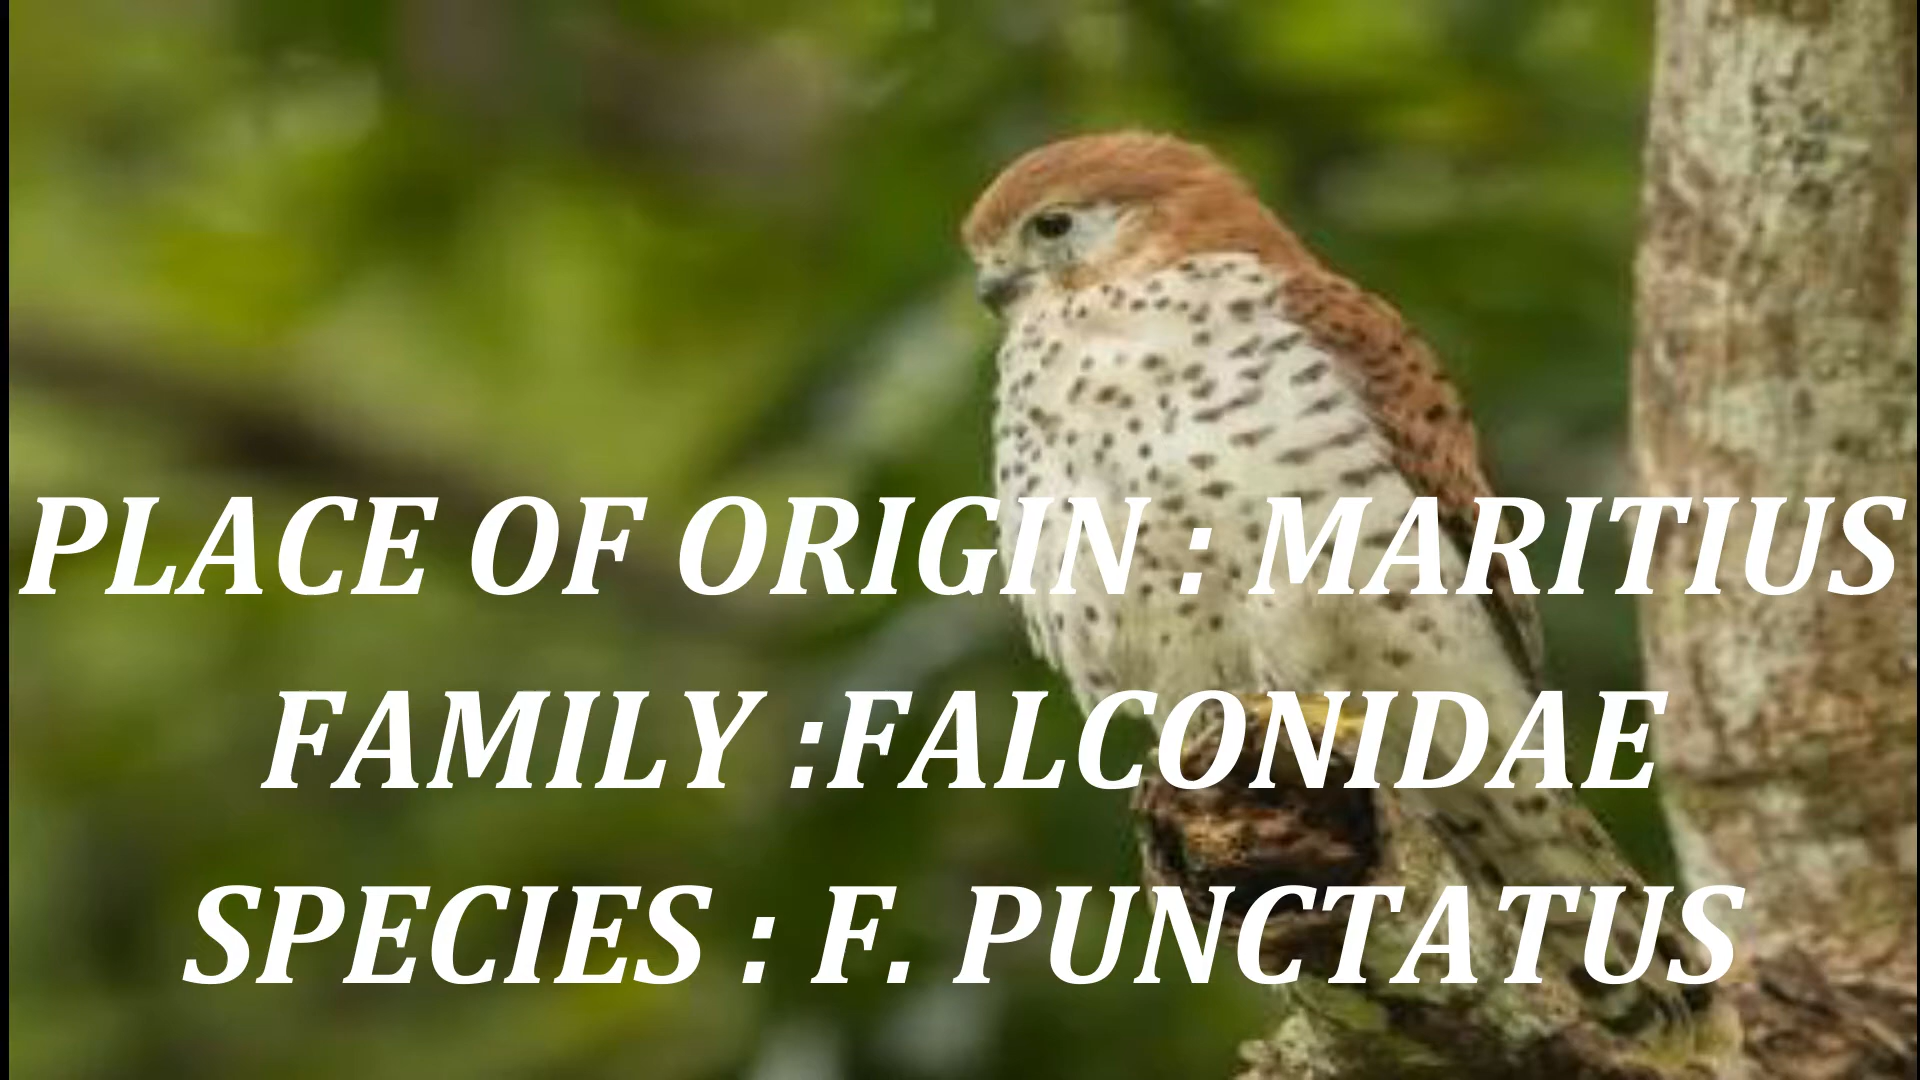 PLACE OF ORIGIN : MARITIUS
FAMILY :FALCONIDAE
SPECIES : F. PUNCTATUS